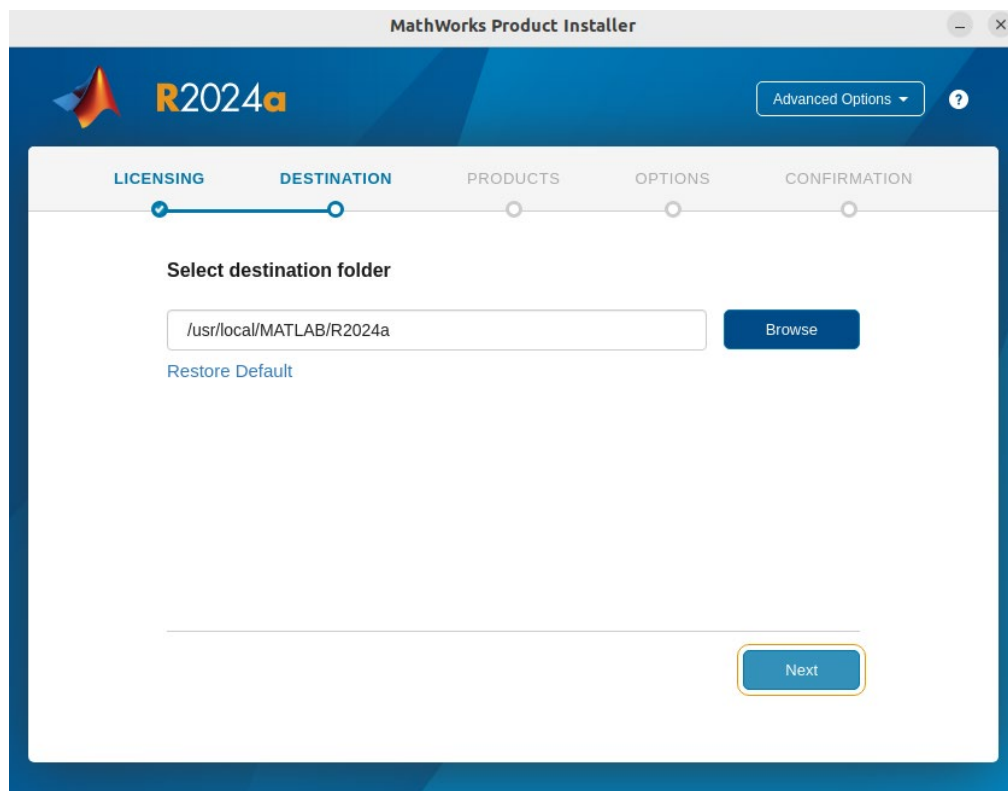 MathWorks Product Installer
R2024a
Advanced Options
?
LICENSING DESTINATION PRODUCTS OPTIONS CONFIRMATION
Select destination folder
/usr/local/MATLAB/R2024a
Browse
Restore Default
Next